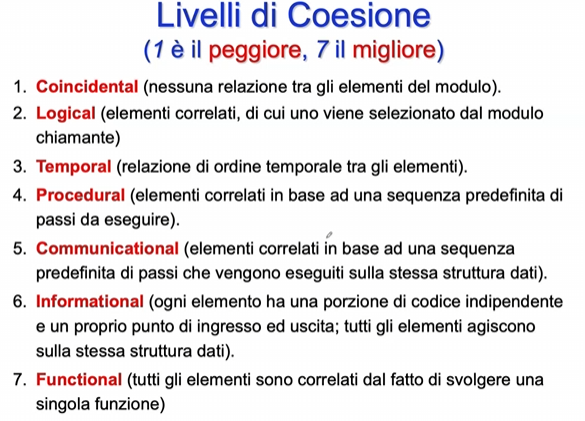 Livelli di Coesione
(1 è il peggiore, 7 il migliore)
1. Coincidental (nessuna relazione tra gli elementi del modulo).
2. Logical (elementi correlati, di cui uno viene selezionato dal modulo
chiamante)
3. Temporal (relazione di ordine temporale tra gli elementi).
4. Procedural (elementi correlati in base ad una sequenza predefinita di
passi da eseguire).
5. Communicational (elementi correlati in base ad una sequenza
predefinita di passi che vengono eseguiti sulla stessa struttura dati).
6. Informational (ogni elemento ha una porzione di codice indipendente
e un proprio punto di ingresso ed uscita; tutti gli elementi agiscono
sulla stessa struttura dati).
7. Functional (tutti gli elementi sono correlati dal fatto di svolgere una
singola funzione)